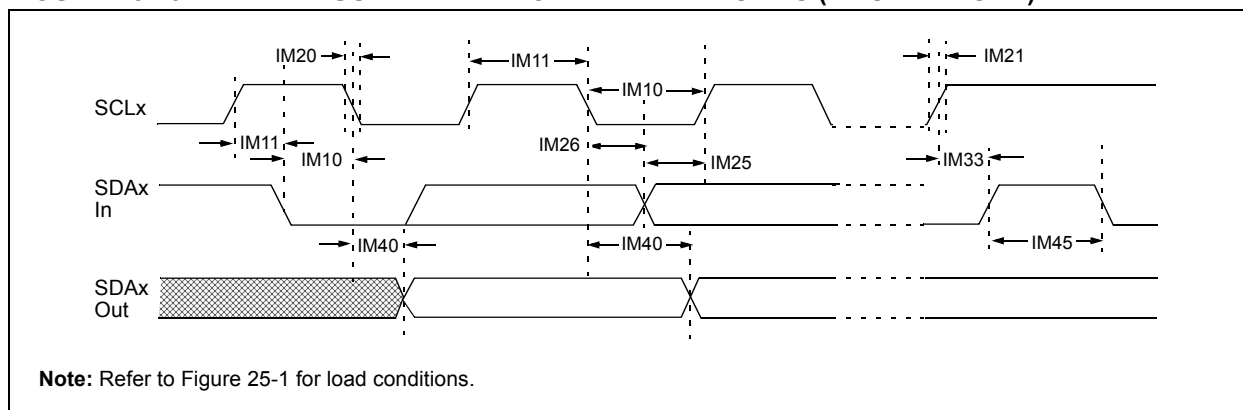 IM20
IM11
IM21
SCLx
IM10
IM11
IM10
IM26
IM25
IM33
SDAx
In
IM40
IM40
IM45
SDAx
Out
Note: Refer to Figure 25-1 for load conditions.